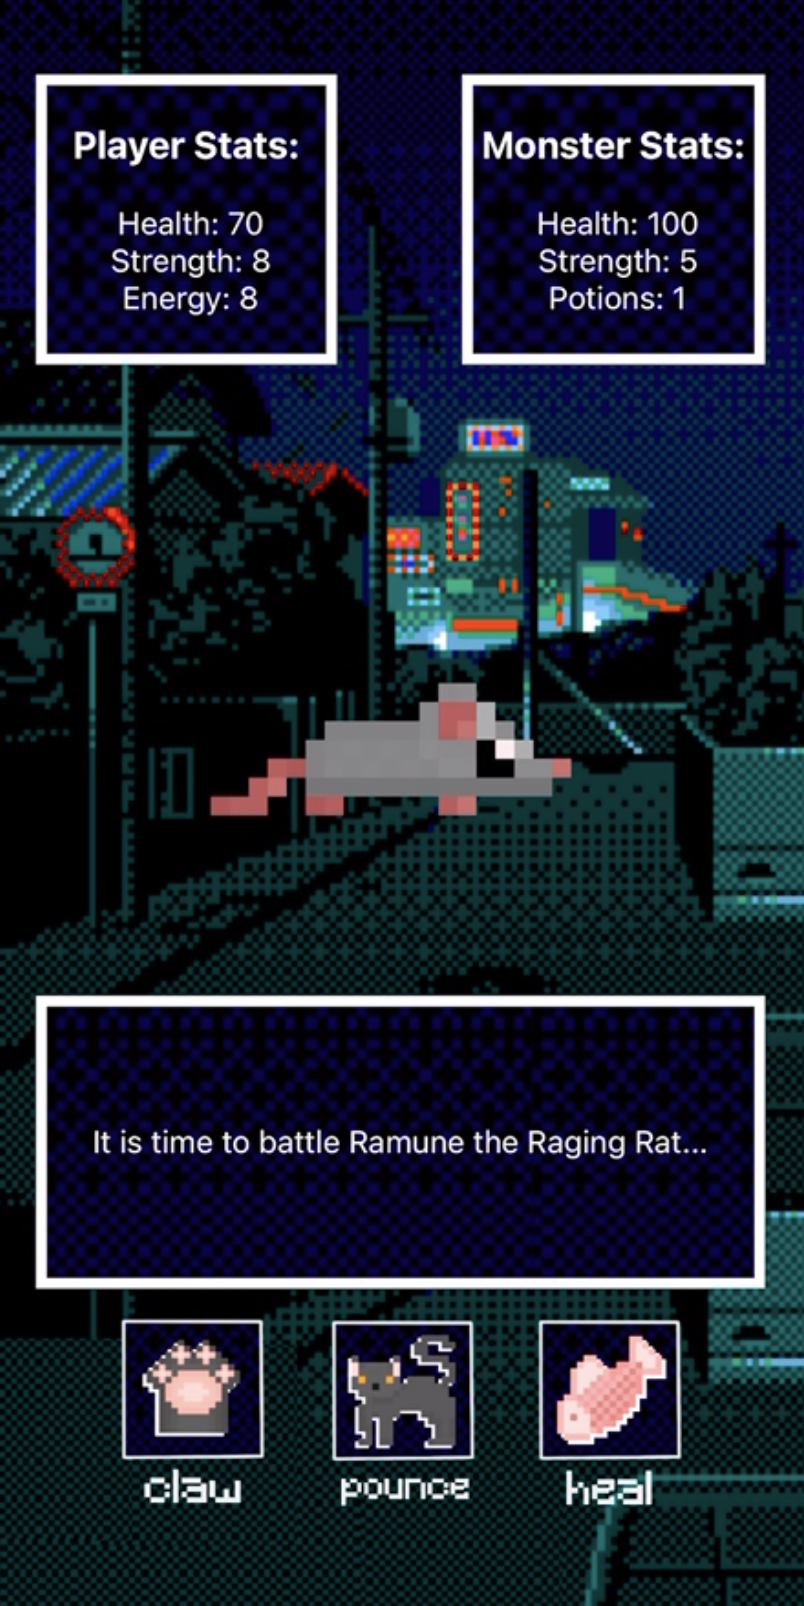 Player Stats:
Health: 70
Strength: 8
Energy: 8
Monster Stats:
Health: 100
Strength: 5
Potions: 1
It is time to battle Ramune the Raging Rat...
claw
pounce
heal